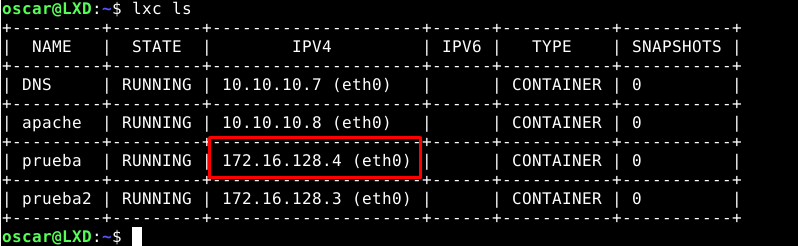 oscar@LXD:~$ lxc ls
+---------+---------+---------------------+------+-----------+-----------+
|  NAME   |  STATE  |        IPV4         | IPV6 |   TYPE    | SNAPSHOTS |
+---------+---------+---------------------+------+-----------+-----------+
| DNS     | RUNNING | 10.10.10.7 (eth0)   |      | CONTAINER | 0         |
+---------+---------+---------------------+------+-----------+-----------+
| apache  | RUNNING | 10.10.10.8 (eth0)   |      | CONTAINER | 0         |
+---------+---------+---------------------+------+-----------+-----------+
| prueba  | RUNNING | 172.16.128.4 (eth0) |      | CONTAINER | 0         |
+---------+---------+---------------------+------+-----------+-----------+
| prueba2 | RUNNING | 172.16.128.3 (eth0) |      | CONTAINER | 0         |
+---------+---------+---------------------+------+-----------+-----------+
oscar@LXD:~$